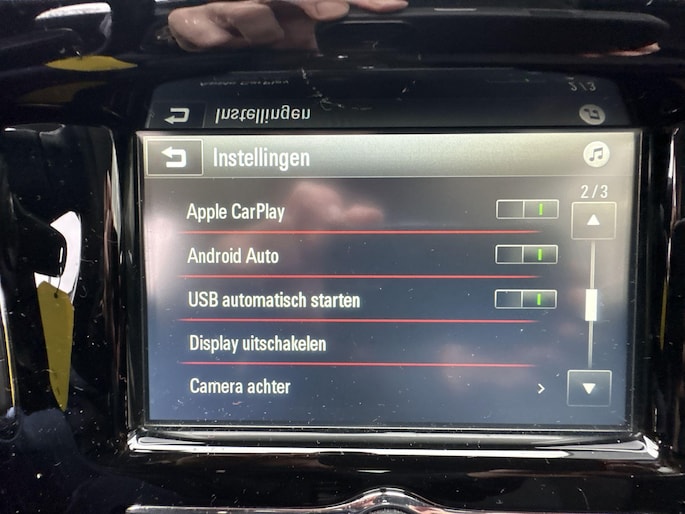 Instellingen
2/3
Apple CarPlay
Android Auto
USB automatisch starten
Display uitschakelen
Camera achter